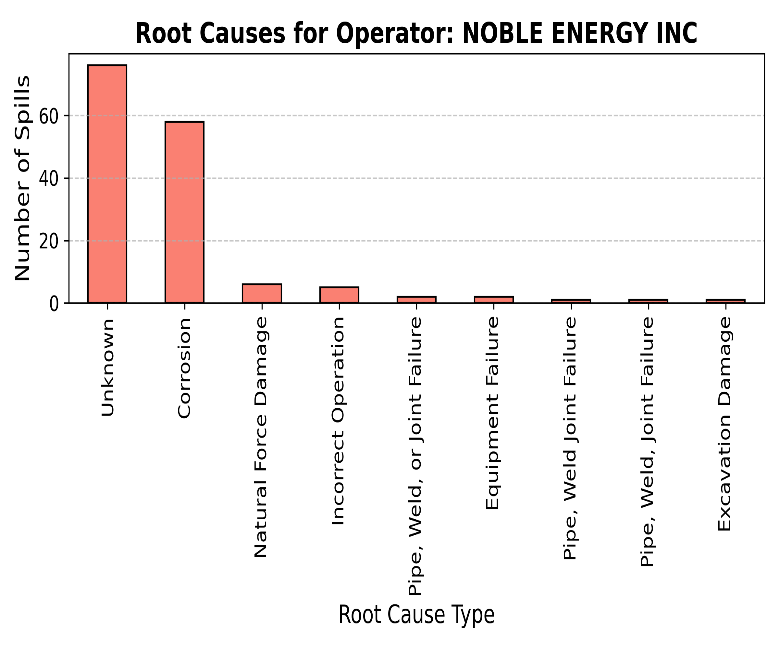 Root Causes for Operator: NOBLE ENERGY INC
Number of Spills
60
40
20
0
Unknown
Corrosion
Natural Force Damage
Incorrect Operation
Pipe, Weld, or Joint Failure
Equipment Failure
Pipe, Weld Joint Failure
Pipe, Weld, Joint Failure
Excavation Damage
Root Cause Type